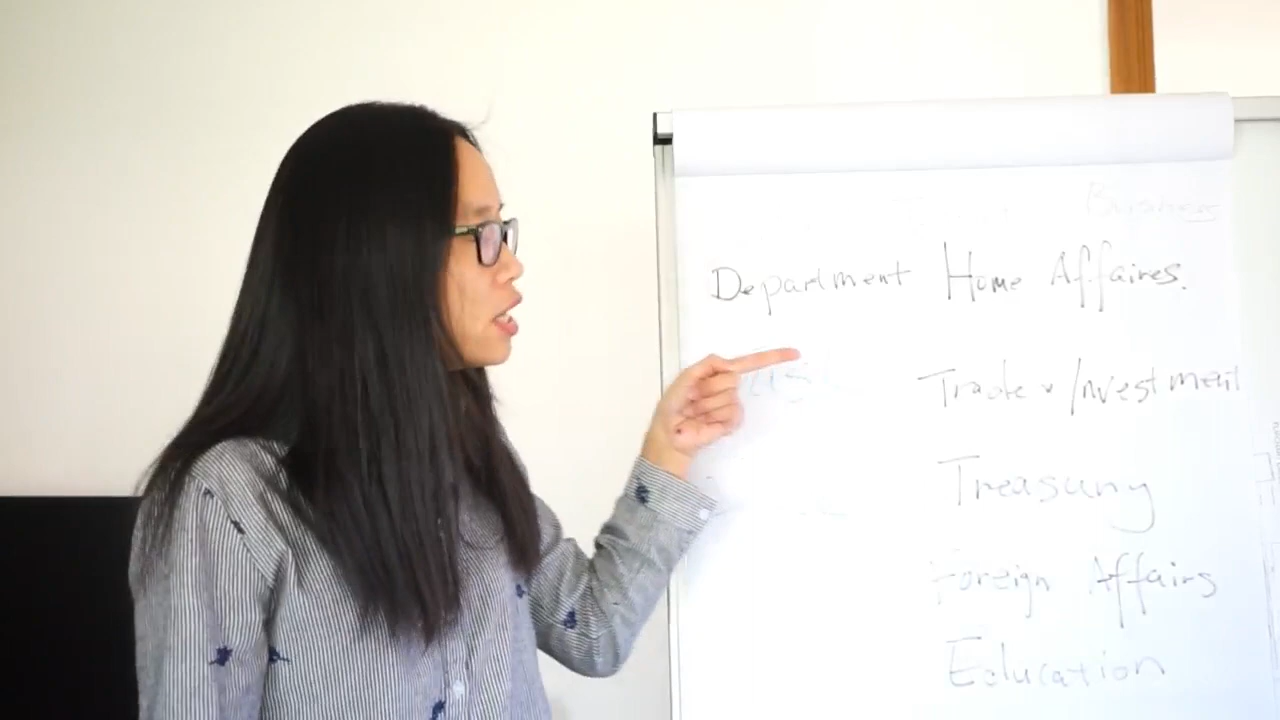 Business
Department Home Affaires.
Trade & Investment
Treasury
Foreign Affairs
Education